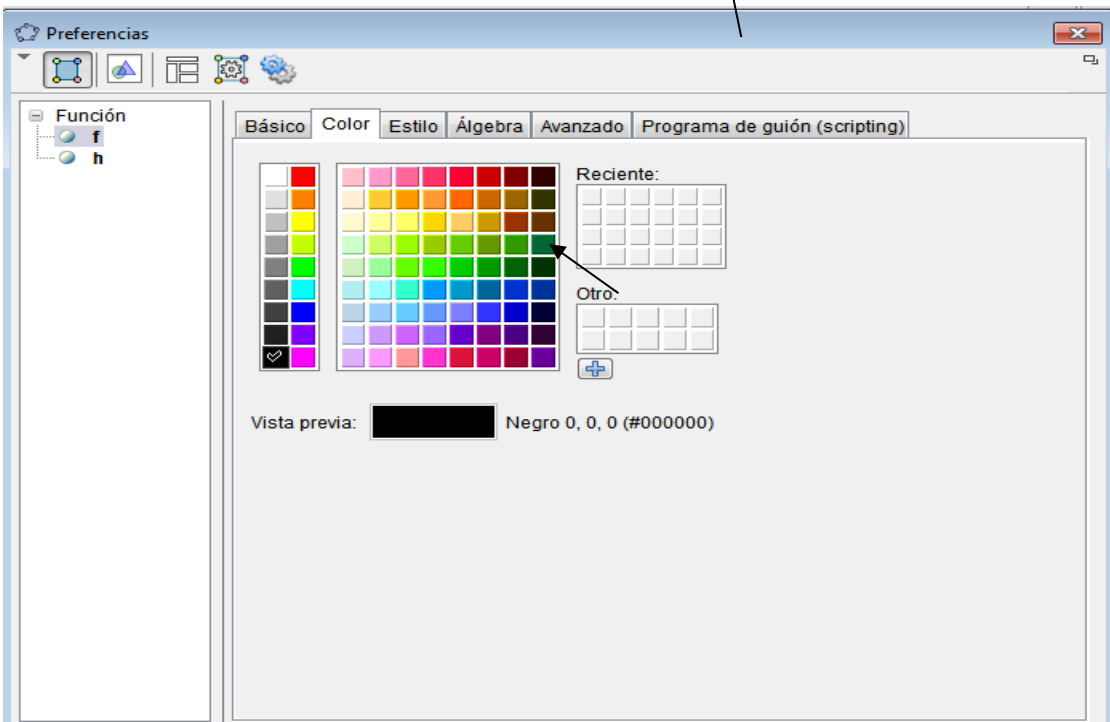 Preferencias
Función
f
h
Básico Color Estilo Álgebra Avanzado Programa de guión (scripting)
Reciente:
Otro:
Vista previa: Negro 0, 0, 0 (#000000)